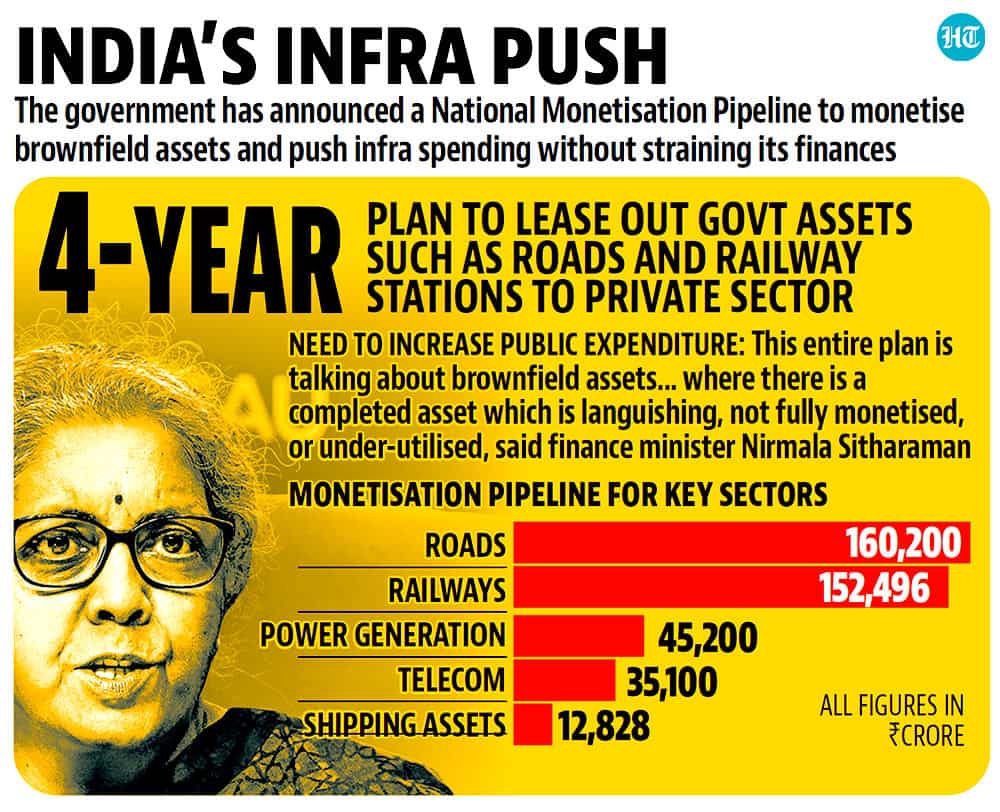 INDIA'S INFRA PUSH
HT
The government has announced a National Monetisation Pipeline to monetise
brownfield assets and push infra spending without straining its finances
4-YEAR
PLAN TO LEASE OUT GOVT ASSETS
SUCH AS ROADS AND RAILWAY
STATIONS TO PRIVATE SECTOR
NEED TO INCREASE PUBLIC EXPENDITURE: This entire plan is
talking about brownfield assets... where there is a
completed asset which is languishing, not fully monetised,
or under-utilised, said finance minister Nirmala Sitharaman
MONETISATION PIPELINE FOR KEY SECTORS
ROADS 160,200
RAILWAYS 152,496
POWER GENERATION 45,200
TELECOM 35,100
SHIPPING ASSETS 12,828
ALL FIGURES IN
₹CRORE